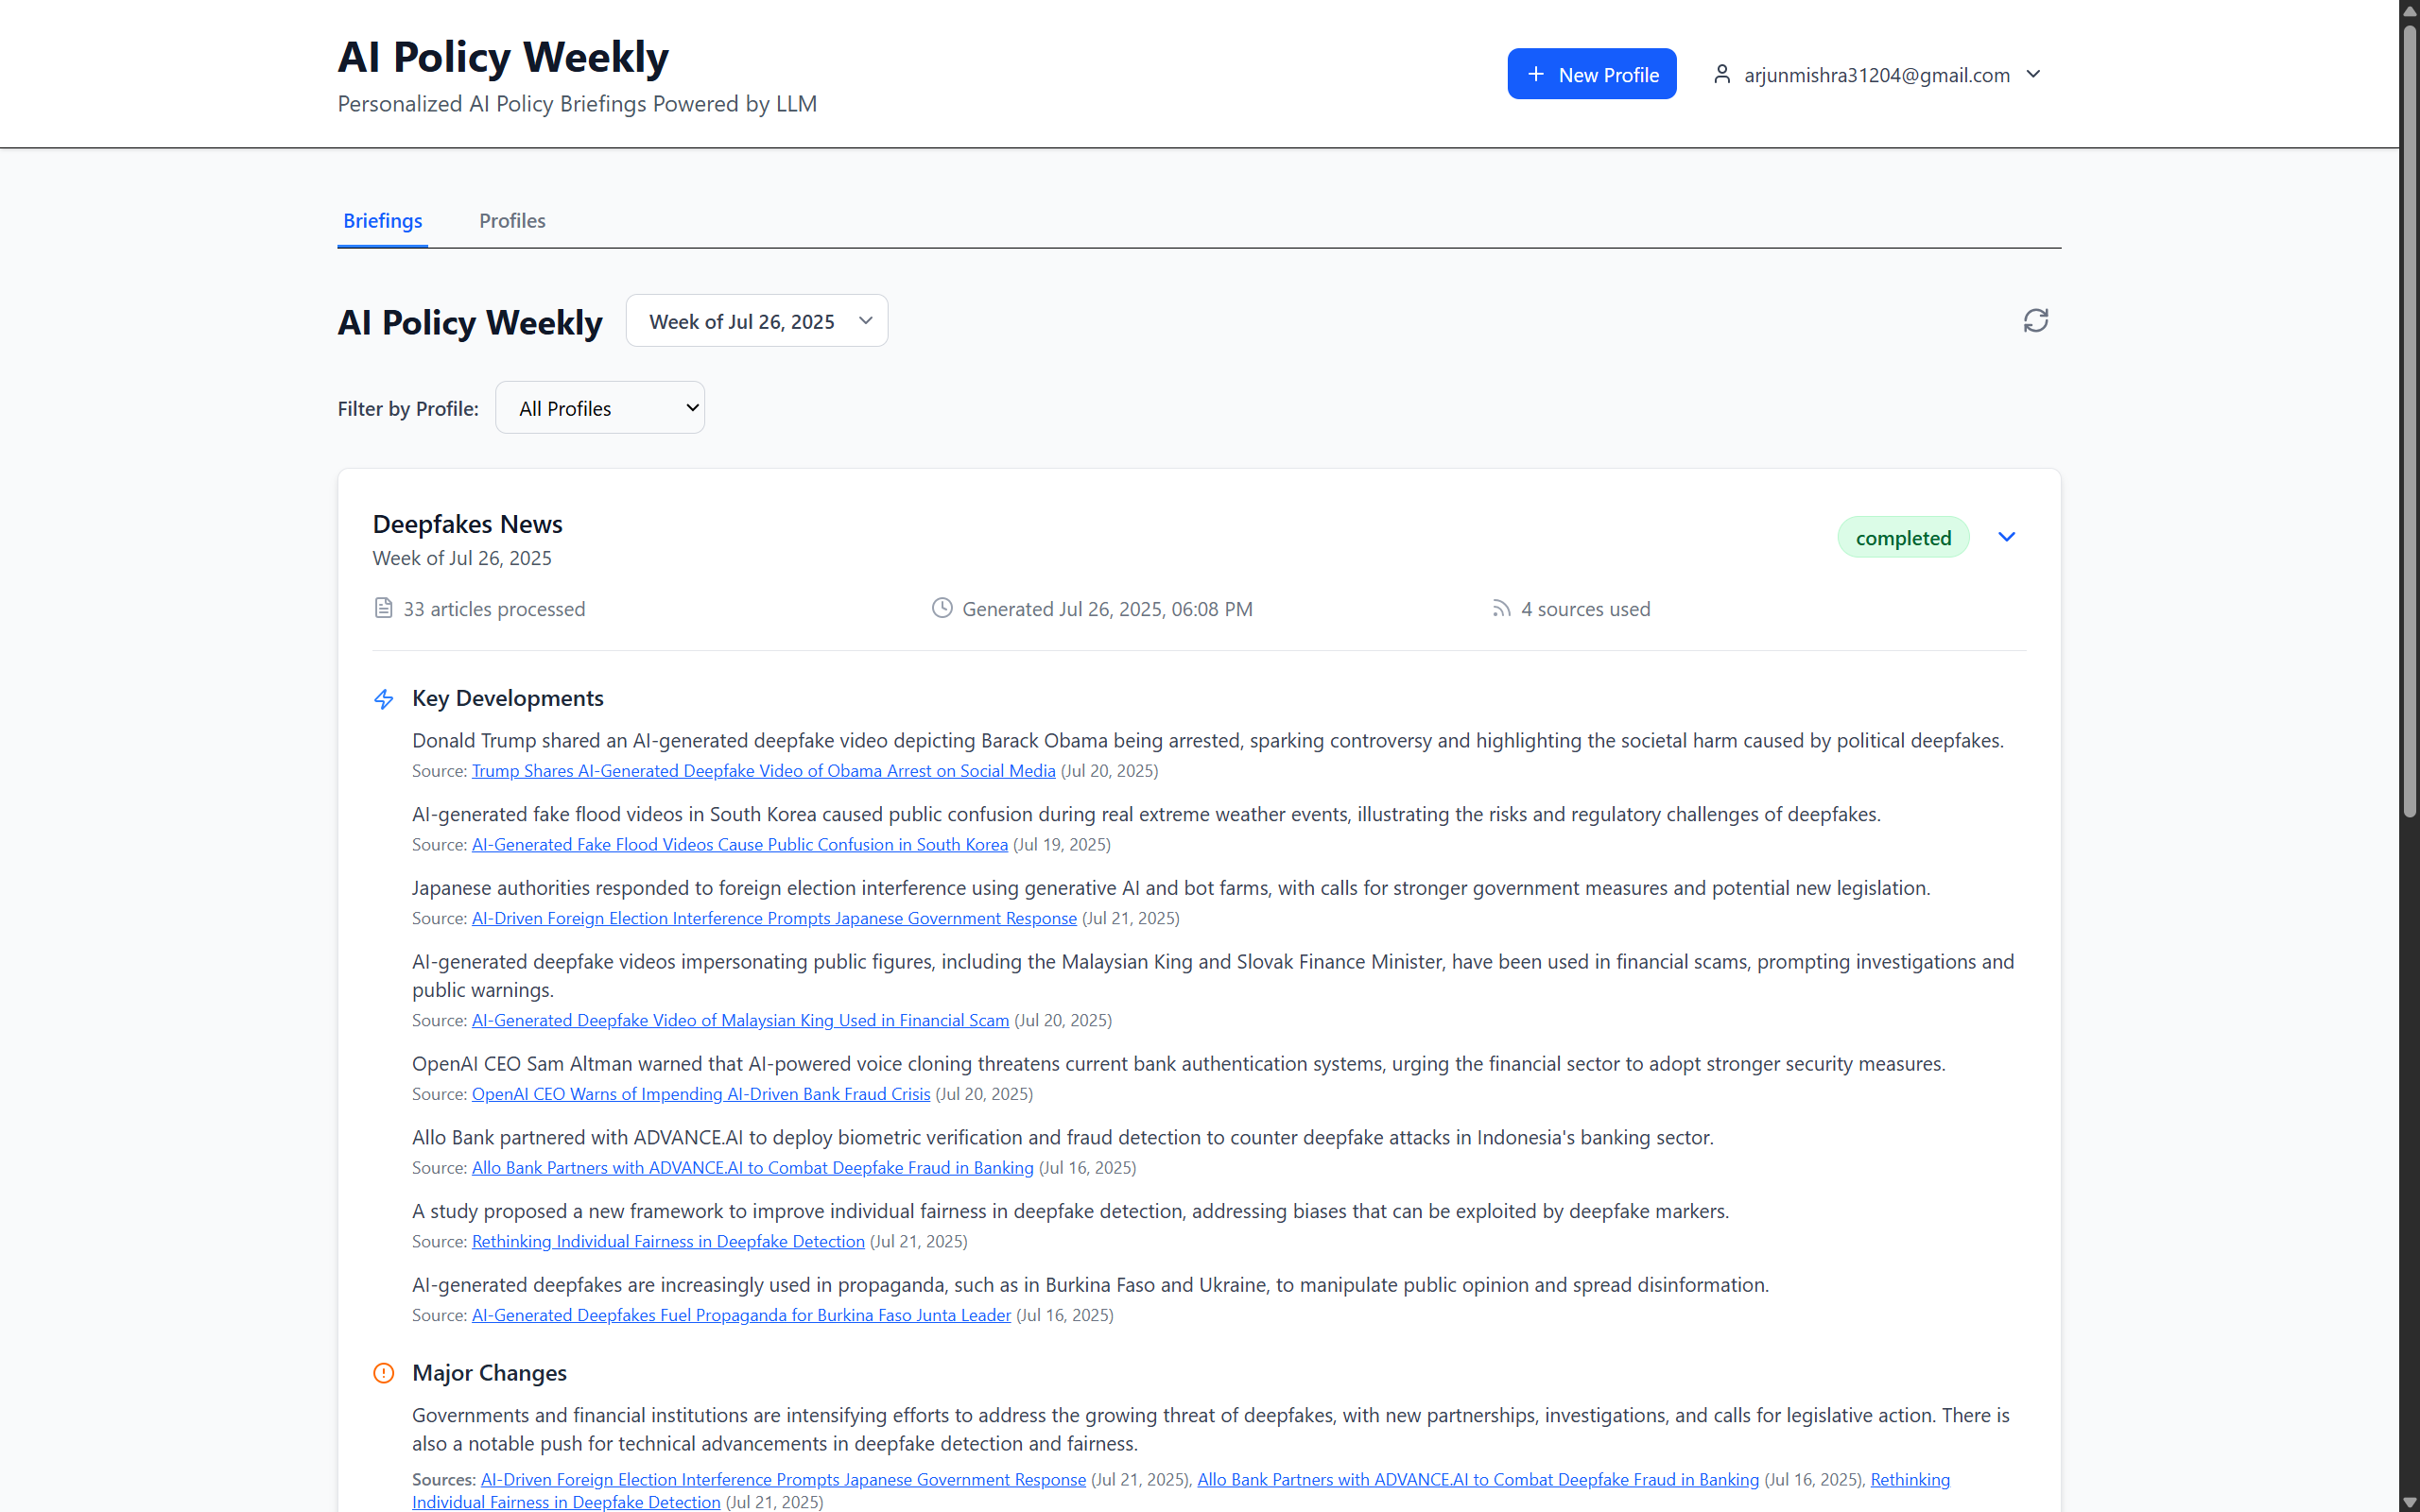 AI Policy Weekly
Personalized AI Policy Briefings Powered by LLM
New Profile
arjunmishra31204@gmail.com
Briefings
Profiles
AI Policy Weekly
Week of Jul 26, 2025
Filter by Profile:
All Profiles
Deepfakes News
Week of Jul 26, 2025
completed
33 articles processed
Generated Jul 26, 2025, 06:08 PM
4 sources used
Key Developments
Donald Trump shared an AI-generated deepfake video depicting Barack Obama being arrested, sparking controversy and highlighting the societal harm caused by political deepfakes.
Source: Trump Shares AI-Generated Deepfake Video of Obama Arrest on Social Media (Jul 20, 2025)
AI-generated fake flood videos in South Korea caused public confusion during real extreme weather events, illustrating the risks and regulatory challenges of deepfakes.
Source: AI-Generated Fake Flood Videos Cause Public Confusion in South Korea (Jul 19, 2025)
Japanese authorities responded to foreign election interference using generative AI and bot farms, with calls for stronger government measures and potential new legislation.
Source: AI-Driven Foreign Election Interference Prompts Japanese Government Response (Jul 21, 2025)
AI-generated deepfake videos impersonating public figures, including the Malaysian King and Slovak Finance Minister, have been used in financial scams, prompting investigations and
public warnings.
Source: AI-Generated Deepfake Video of Malaysian King Used in Financial Scam (Jul 20, 2025)
OpenAI CEO Sam Altman warned that AI-powered voice cloning threatens current bank authentication systems, urging the financial sector to adopt stronger security measures.
Source: OpenAI CEO Warns of Impending AI-Driven Bank Fraud Crisis (Jul 20, 2025)
Allo Bank partnered with ADVANCE.AI to deploy biometric verification and fraud detection to counter deepfake attacks in Indonesia's banking sector.
Source: Allo Bank Partners with ADVANCE.AI to Combat Deepfake Fraud in Banking (Jul 16, 2025)
A study proposed a new framework to improve individual fairness in deepfake detection, addressing biases that can be exploited by deepfake markers.
Source: Rethinking Individual Fairness in Deepfake Detection (Jul 21, 2025)
AI-generated deepfakes are increasingly used in propaganda, such as in Burkina Faso and Ukraine, to manipulate public opinion and spread disinformation.
Source: AI-Generated Deepfakes Fuel Propaganda for Burkina Faso Junta Leader (Jul 16, 2025)
Major Changes
Governments and financial institutions are intensifying efforts to address the growing threat of deepfakes, with new partnerships, investigations, and calls for legislative action. There is
also a notable push for technical advancements in deepfake detection and fairness.
Sources: AI-Driven Foreign Election Interference Prompts Japanese Government Response (Jul 21, 2025), Allo Bank Partners with ADVANCE.AI to Combat Deepfake Fraud in Banking (Jul 16, 2025), Rethinking
Individual Fairness in Deepfake Detection (Jul 21, 2025)